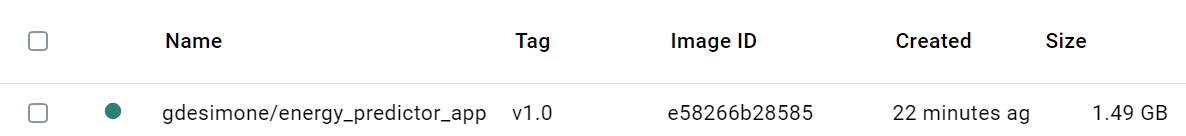 Name Tag Image ID Created Size
gdesimone/energy_predictor_app v1.0 e58266b28585 22 minutes ag 1.49 GB